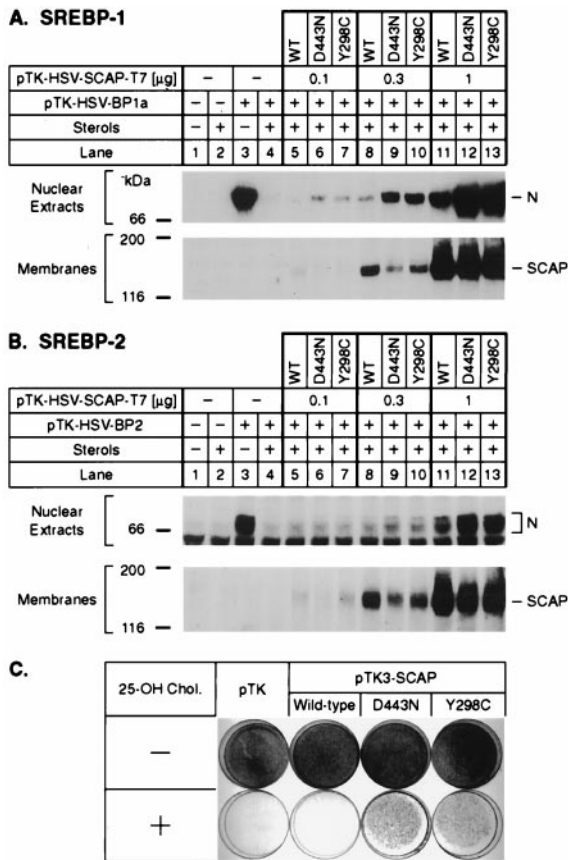 A. SREBP-1
WT D443N Y298C WT D443N Y298C WT D443N Y298C
pTK-HSV-SCAP-T7 [µg] – – 0.1 0.3 1
pTK-HSV-BP1a – – + + + + + + + + + + +
Sterols – + – + + + + + + + + + +
Lane 1 2 3 4 5 6 7 8 9 10 11 12 13
Nuclear Extracts kDa 66 – N
Membranes 200 116 – SCAP
B. SREBP-2
WT D443N Y298C WT D443N Y298C WT D443N Y298C
pTK-HSV-SCAP-T7 [µg] – – 0.1 0.3 1
pTK-HSV-BP2 – – + + + + + + + + + + +
Sterols – + – + + + + + + + + + +
Lane 1 2 3 4 5 6 7 8 9 10 11 12 13
Nuclear Extracts 66 N
Membranes 200 116 – SCAP
C.
25-OH Chol. pTK pTK3-SCAP
Wild-type D443N Y298C
–
+